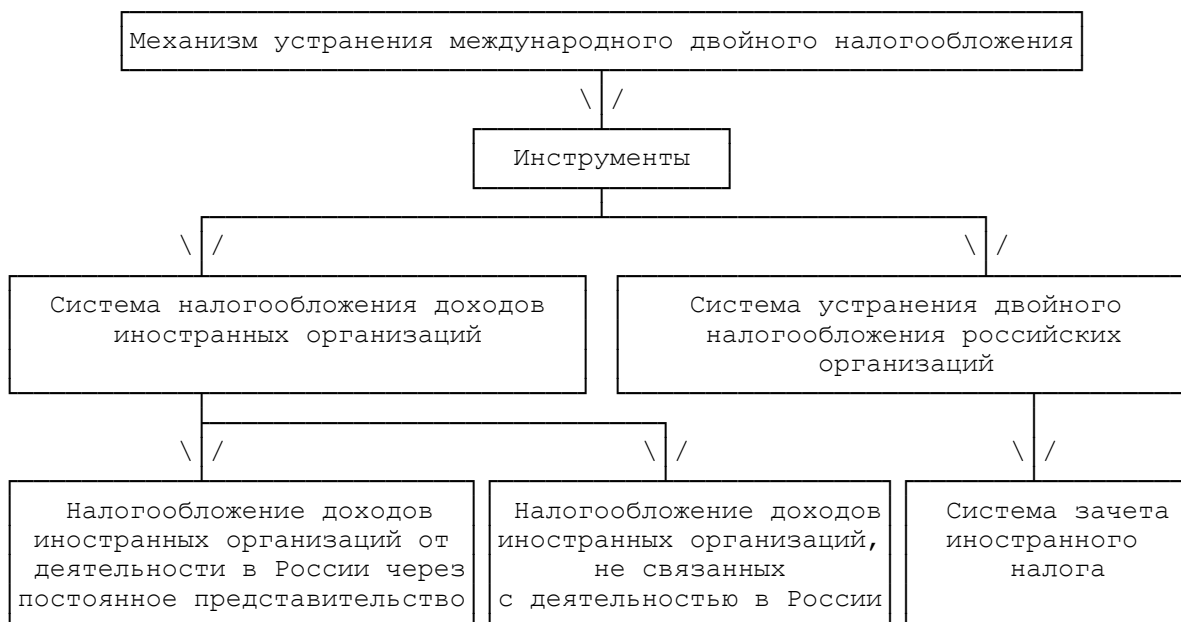 Механизм устранения международного двойного налогообложения
Инструменты
Система налогообложения доходов
иностранных организаций
Система устранения двойного
налогообложения российских
организаций
Налогообложение доходов
иностранных организаций от
деятельности в России через
постоянное представительство
Налогообложение доходов
иностранных организаций,
не связанных
с деятельностью в России
Система зачета
иностранного
налога